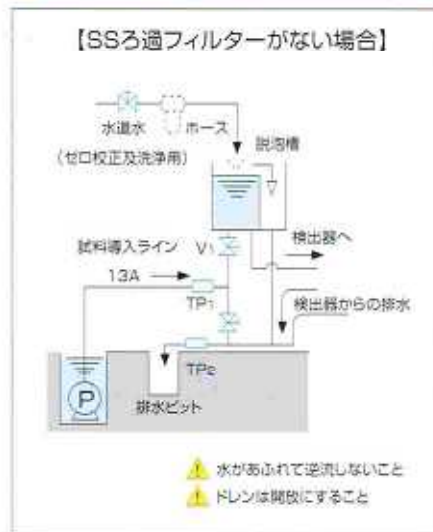 【SSろ過フィルターがない場合】
水道水
ホース
(ゼロ校正及洗浄用)
脱泡槽
試料導入ライン
V1
検出器へ
13A
TP1
検出器からの排水
TP2
P
排水ピット
水があふれて逆流しないこと
ドレンは開放にすること